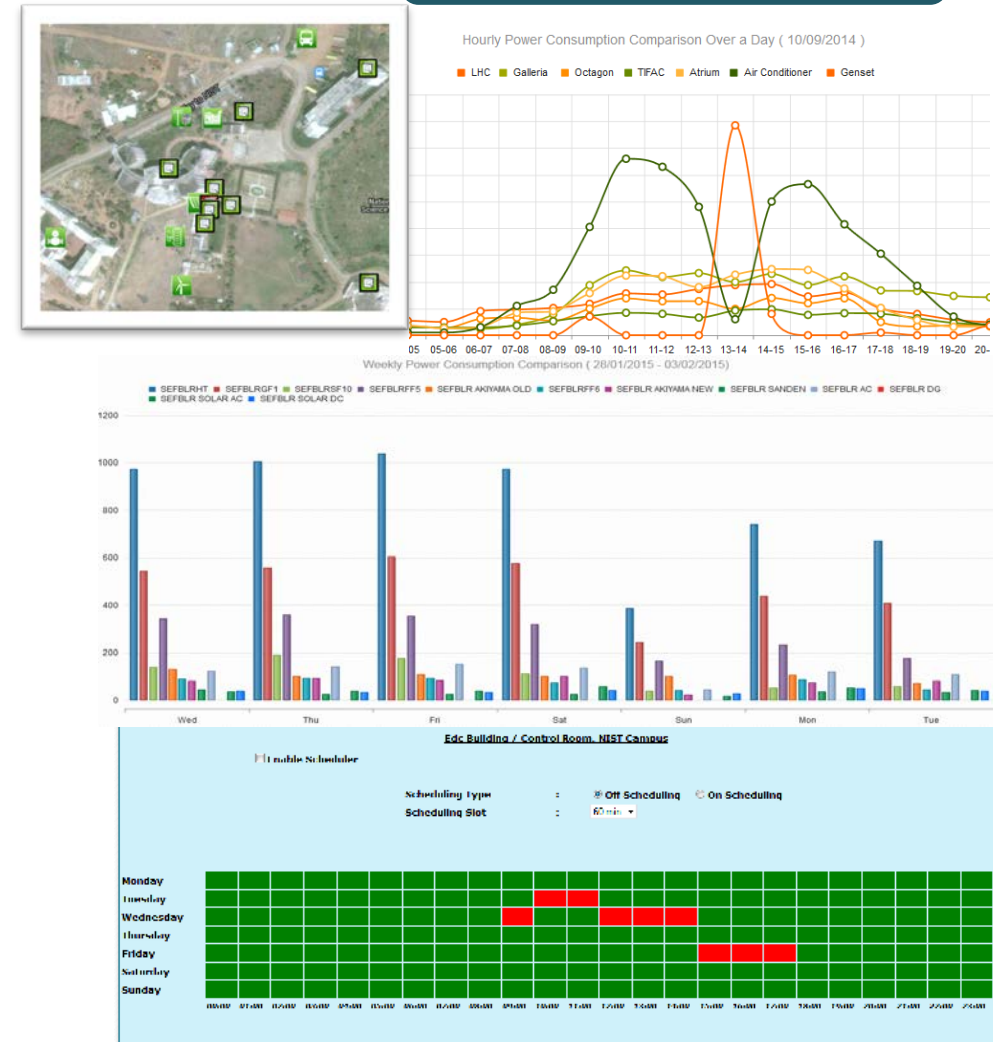 Hourly Power Consumption Comparison Over a Day ( 10/09/2014 )
LHC Galleria Octagon TIFAC Atrium Air Conditioner Genset
05 05-06 06-07 07-08 08-09 09-10 10-11 11-12 12-13 13-14 14-15 15-16 16-17 17-18 18-19 19-20 20-
Weekly Power Consumption Comparison ( 28/01/2015 - 03/02/2015)
SEFBLRHT SEFBLRGF1 SEFBLRSF10 SEFBLRFF5 SEFBLR AKIYAMA OLD SEFBLRFF6 SEFBLR AKIYAMA NEW SEFBLR SANDEN SEFBLR AC SEFBLR DG
SEFBLR SOLAR AC SEFBLR SOLAR DC
1200
1000
800
600
400
200
0
Wed Thu Fri Sat Sun Mon Tue
Edc Building / Control Room, NIST Campus
Enable Scheduler
Scheduling Type : Off Scheduling On Scheduling
Scheduling Slot : 60 min
Monday
Tuesday
Wednesday
Thursday
Friday
Saturday
Sunday